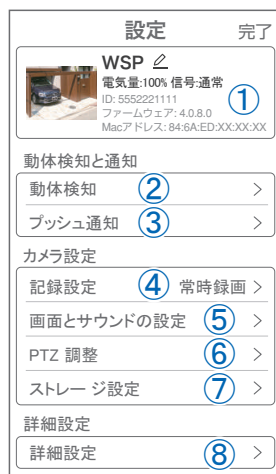 設定 完了
WSP
電気量:100% 信号:通常
ID: 5552221111
ファームウェア: 4.0.8.0
Macアドレス: 84:6A:ED:XX:XX:XX
①
動体検知と通知
動体検知 ② >
プッシュ通知 ③ >
カメラ設定
記録設定 ④ 常時録画 >
画面とサウンドの設定 ⑤ >
PTZ 調整 ⑥ >
ストレージ設定 ⑦ >
詳細設定
詳細設定 ⑧ >